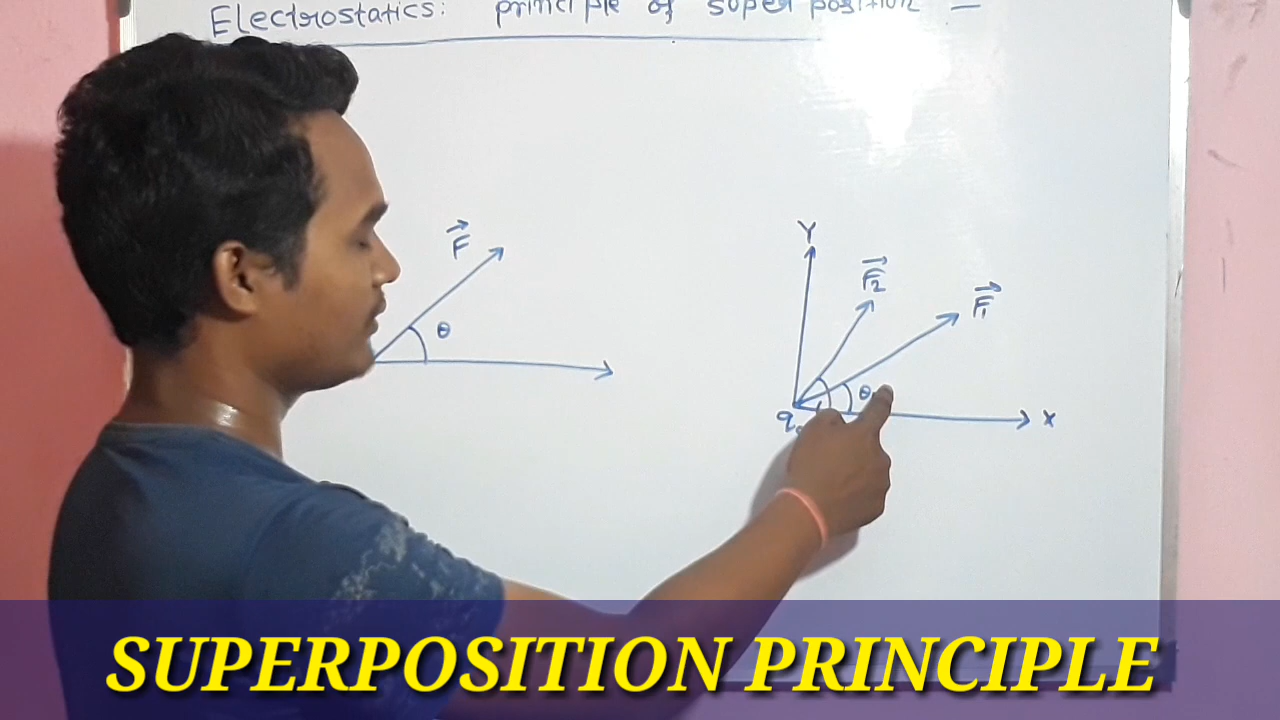 Electrostatics: principle of superposition -
F
θ
Y
F2
F1
θ
q
X
SUPERPOSITION PRINCIPLE